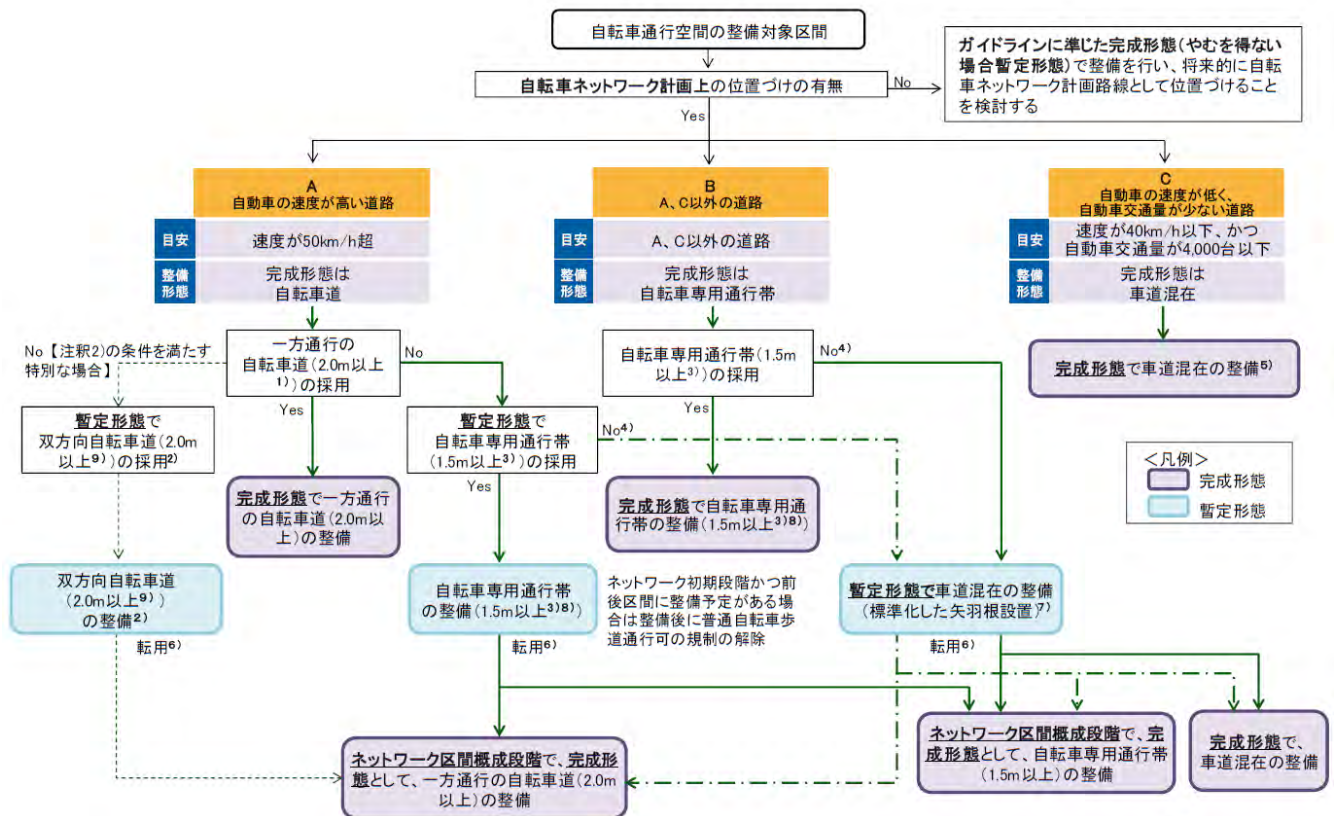 自転車通行空間の整備対象区間
自転車ネットワーク計画上の位置づけの有無
No
ガイドラインに準じた完成形態(やむを得ない
場合暫定形態)で整備を行い、将来的に自転
車ネットワーク計画路線として位置づけること
を検討する
Yes
A
自動車の速度が高い道路
目安
速度が50km/h超
整備
形態
完成形態は
自転車道
B
A、C以外の道路
目安
A、C以外の道路
整備
形態
完成形態は
自転車専用通行帯
C
自動車の速度が低く、
自動車交通量が少ない道路
目安
速度が40km/h以下、かつ
自動車交通量が4,000台以下
整備
形態
完成形態は
車道混在
No【注釈2)の条件を満たす
特別な場合】
一方通行の
自転車道(2.0m以上
1))の採用
No
Yes
暫定形態で
双方向自転車道(2.0m
以上9))の採用2)
暫定形態で
自転車専用通行帯
(1.5m以上3))の採用
No4)
Yes
自転車専用通行帯(1.5m
以上3))の採用
No4)
Yes
完成形態で車道混在の整備5)
<凡例>
完成形態
暫定形態
完成形態で一方通行
の自転車道(2.0m以
上)の整備
完成形態で自転車専用通
行帯の整備(1.5m以上3)8))
双方向自転車道
(2.0m以上9))
の整備2)
転用6)
自転車専用通行帯
の整備(1.5m以上3)8))
転用6)
ネットワーク初期段階かつ前
後区間に整備予定がある場
合は整備後に普通自転車歩
道通行可の規制の解除
暫定形態で車道混在の整備
(標準化した矢羽根設置)7)
転用6)
ネットワーク区間概成段階で、完成形
態として、一方通行の自転車道(2.0m
以上)の整備
ネットワーク区間概成段階で、完
成形態として、自転車専用通行帯
(1.5m以上)の整備
完成形態で、
車道混在の整備